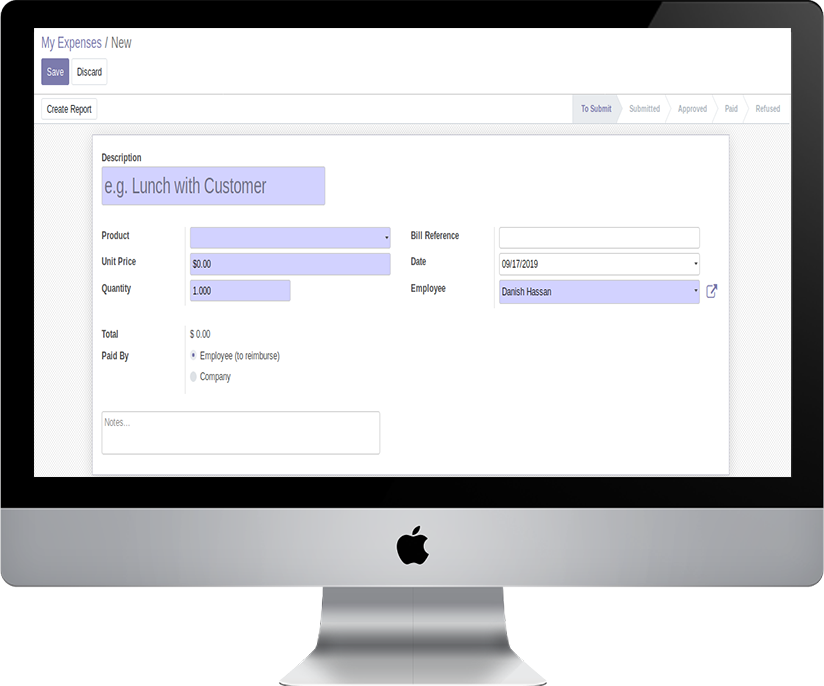 My Expenses / New
Save Discard
Create Report To Submit Submitted Approved Paid Refused
Description
e.g. Lunch with Customer
Product Bill Reference
Unit Price $0.00 Date 09/17/2019
Quantity 1.000 Employee Danish Hassan
Total $ 0.00
Paid By Employee (to reimburse)
Company
Notes...